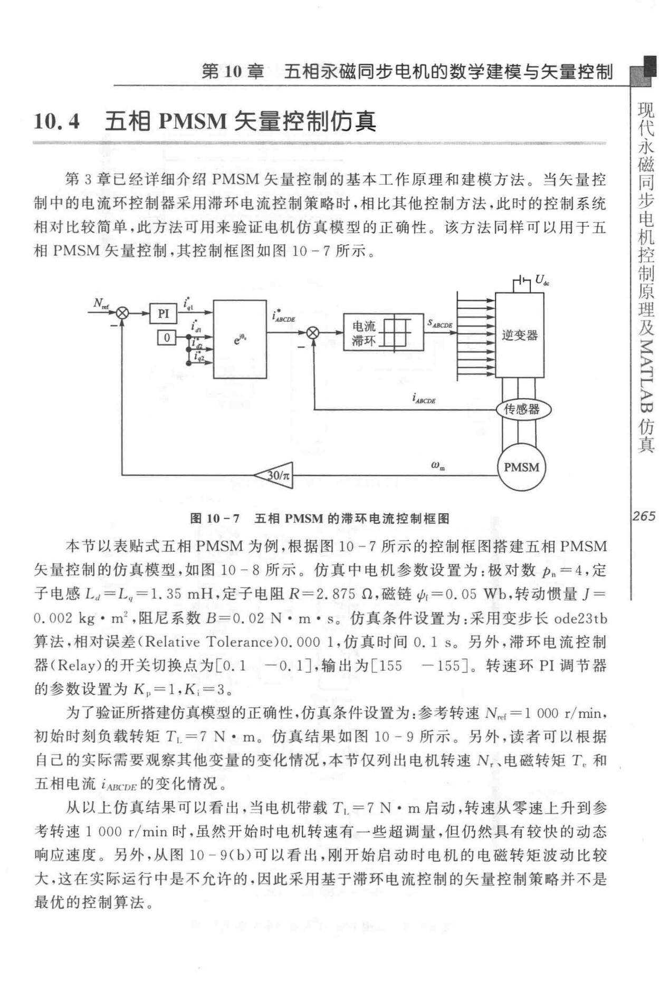 第 10 章 五相永磁同步电机的数学建模与矢量控制
10.4 五相 PMSM 矢量控制仿真
第 3 章已经详细介绍 PMSM 矢量控制的基本工作原理和建模方法。当矢量控
制中的电流环控制器采用滞环电流控制策略时,相比其他控制方法,此时的控制系统
相对比较简单,此方法可用来验证电机仿真模型的正确性。该方法同样可以用于五
相 PMSM 矢量控制,其控制框图如图 10-7 所示。
N_ref
PI
i*_q1
0
i*_d1
i*_d2
i*_q2
e^jθ_e
i*_ABCDE
电流
滞环
s_ABCDE
U_dc
逆变器
i_ABCDE
传感器
ω_m
PMSM
30/π
图 10-7 五相 PMSM 的滞环电流控制框图
本节以表贴式五相 PMSM 为例,根据图 10-7 所示的控制框图搭建五相 PMSM
矢量控制的仿真模型,如图 10-8 所示。仿真中电机参数设置为:极对数 p_n=4,定
子电感 L_d=L_q=1.35 mH,定子电阻 R=2.875 Ω,磁链 ψ_f=0.05 Wb,转动惯量 J=
0.002 kg·m²,阻尼系数 B=0.02 N·m·s。仿真条件设置为:采用变步长 ode23tb
算法,相对误差(Relative Tolerance)0.000 1,仿真时间 0.1 s。另外,滞环电流控制
器(Relay)的开关切换点为[0.1 -0.1],输出为[155 -155]。转速环 PI 调节器
的参数设置为 K_p=1,K_i=3。
为了验证所搭建仿真模型的正确性,仿真条件设置为:参考转速 N_ref=1 000 r/min,
初始时刻负载转矩 T_L=7 N·m。仿真结果如图 10-9 所示。另外,读者可以根据
自己的实际需要观察其他变量的变化情况,本节仅列出电机转速 N_r、电磁转矩 T_e 和
五相电流 i_ABCDE 的变化情况。
从以上仿真结果可以看出,当电机带载 T_L=7 N·m 启动,转速从零速上升到参
考转速 1 000 r/min 时,虽然开始时电机转速有一些超调量,但仍然具有较快的动态
响应速度。另外,从图 10-9(b)可以看出,刚开始启动时电机的电磁转矩波动比较
大,这在实际运行中是不允许的,因此采用基于滞环电流控制的矢量控制策略并不是
最优的控制算法。
现代永磁同步电机控制原理及MATLAB仿真
265